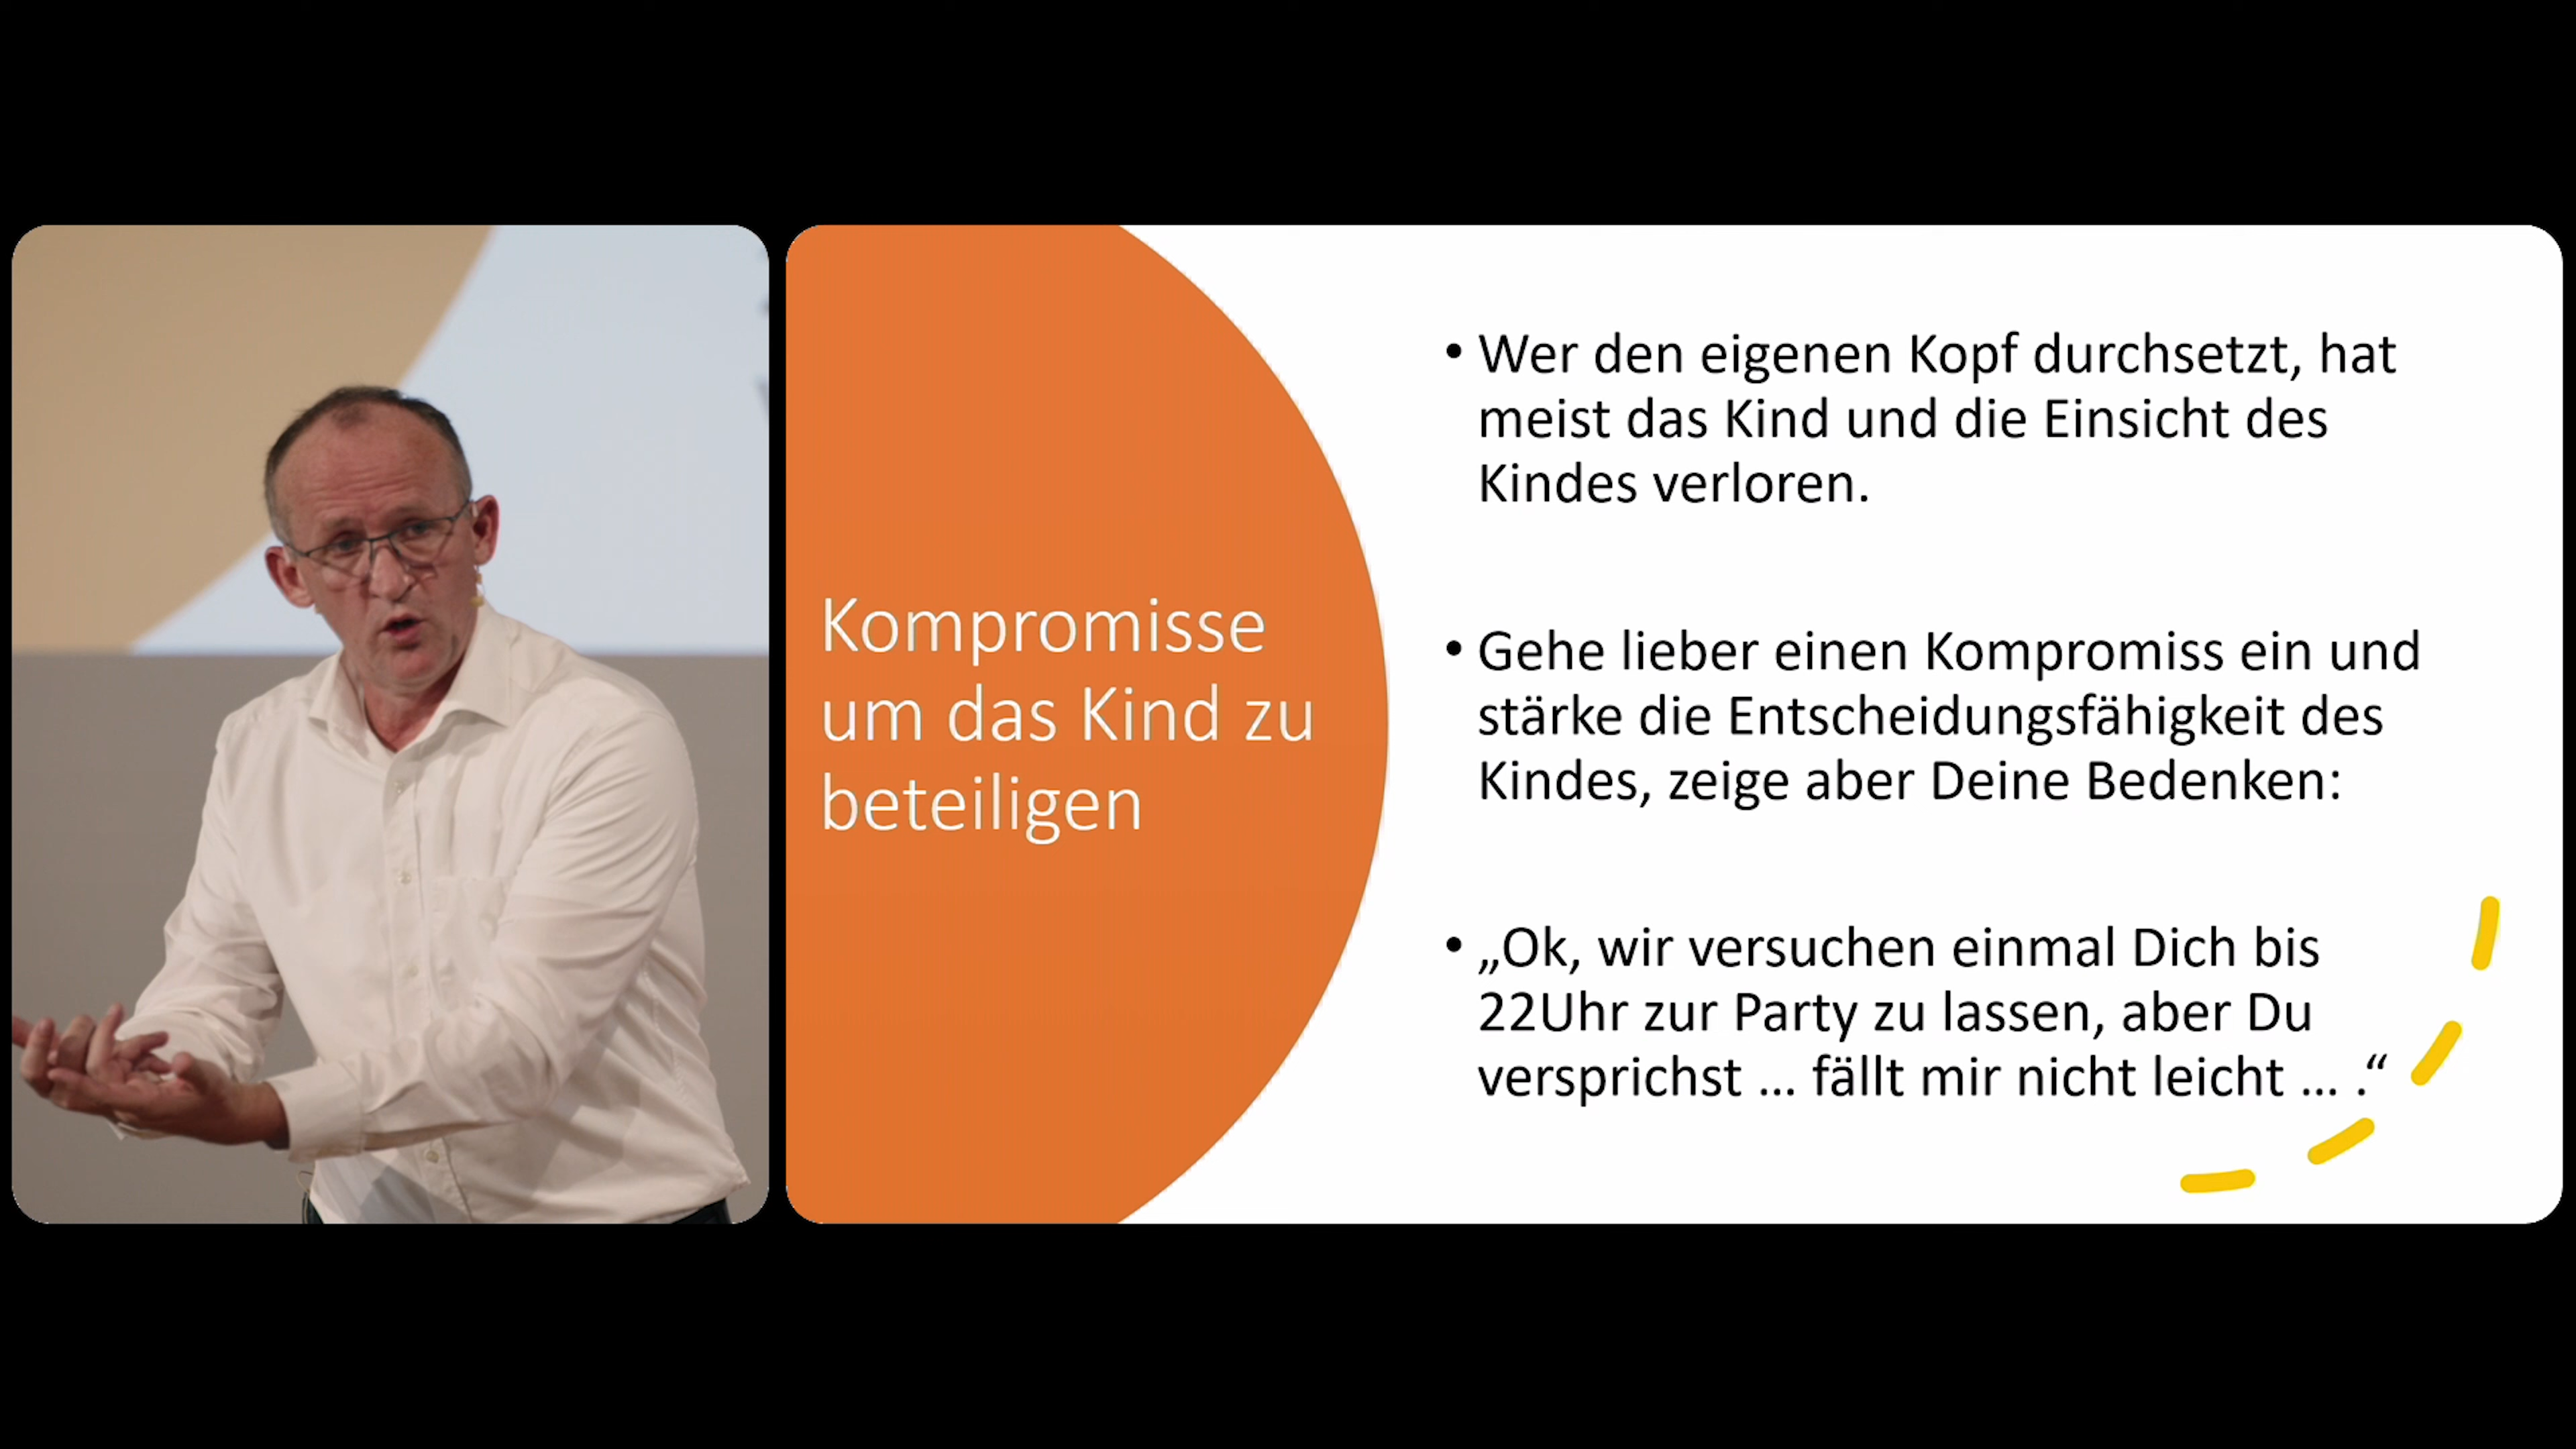 Kompromisse
um das Kind zu
beteiligen
• Wer den eigenen Kopf durchsetzt, hat
meist das Kind und die Einsicht des
Kindes verloren.
• Gehe lieber einen Kompromiss ein und
stärke die Entscheidungsfähigkeit des
Kindes, zeige aber Deine Bedenken:
• „Ok, wir versuchen einmal Dich bis
22Uhr zur Party zu lassen, aber Du
versprichst ... fällt mir nicht leicht ... .“